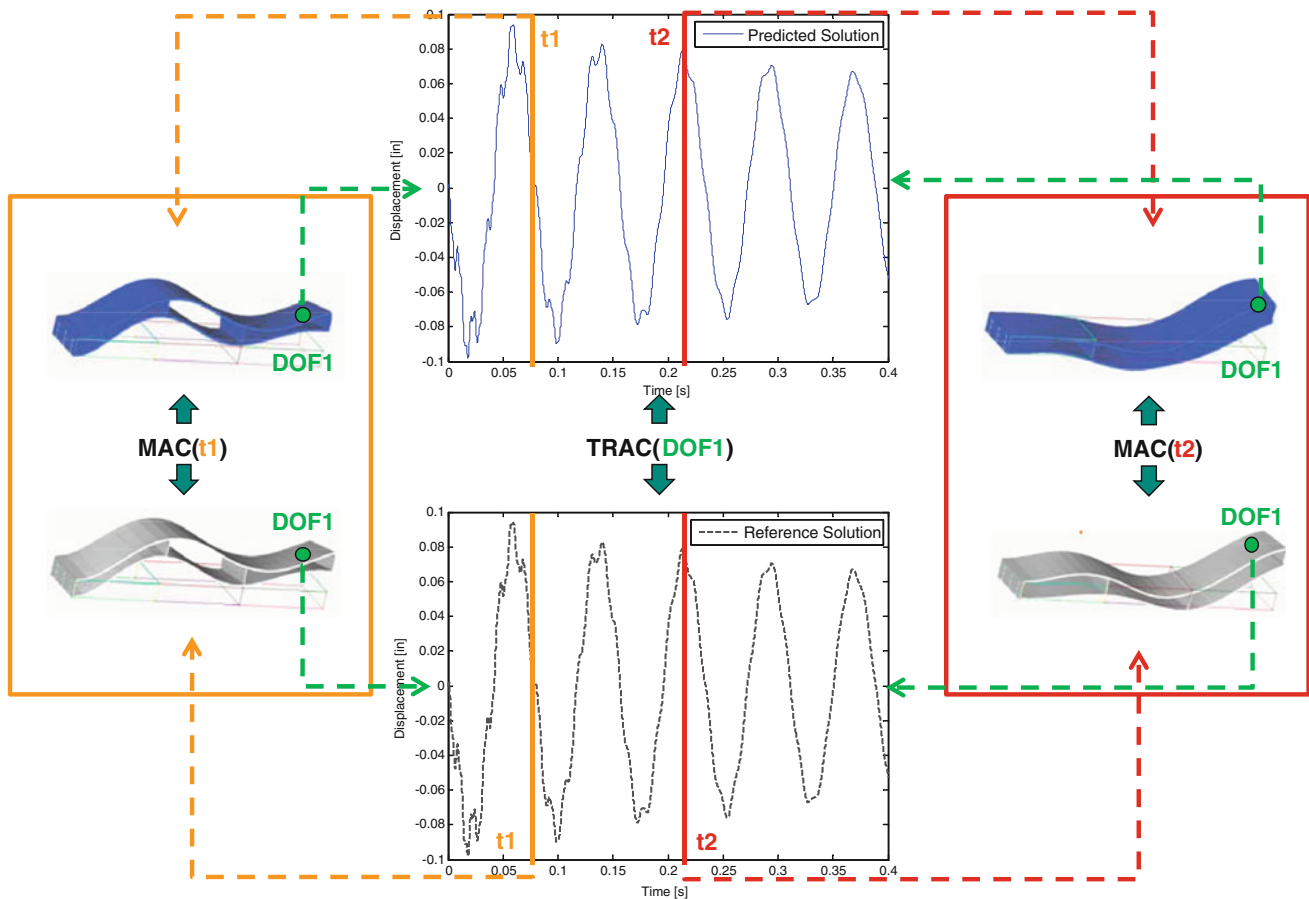 0.1
0.08
0.06
0.04
0.02
0
-0.02
-0.04
-0.06
-0.08
-0.1
Displacement [in]
t1
t2
Predicted Solution
0
0.05
0.1
0.15
0.2
0.25
0.3
0.35
0.4
Time [s]
DOF1
DOF1
MAC(t1)
TRAC(DOF1)
MAC(t2)
DOF1
DOF1
0.1
0.08
0.06
0.04
0.02
0
-0.02
-0.04
-0.06
-0.08
-0.1
Displacement [in]
Reference Solution
t1
t2
0
0.05
0.1
0.15
0.2
0.25
0.3
0.35
0.4
Time [s]